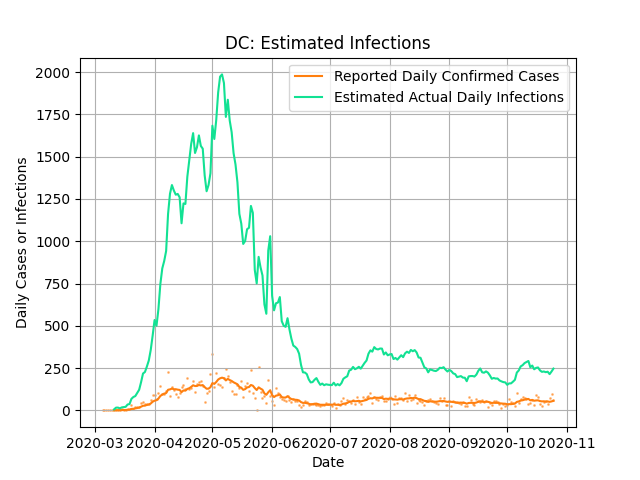 DC: Estimated Infections
Reported Daily Confirmed Cases
Estimated Actual Daily Infections
Daily Cases or Infections
2000
1750
1500
1250
1000
750
500
250
0
2020-03 2020-04 2020-05 2020-06 2020-07 2020-08 2020-09 2020-10 2020-11
Date